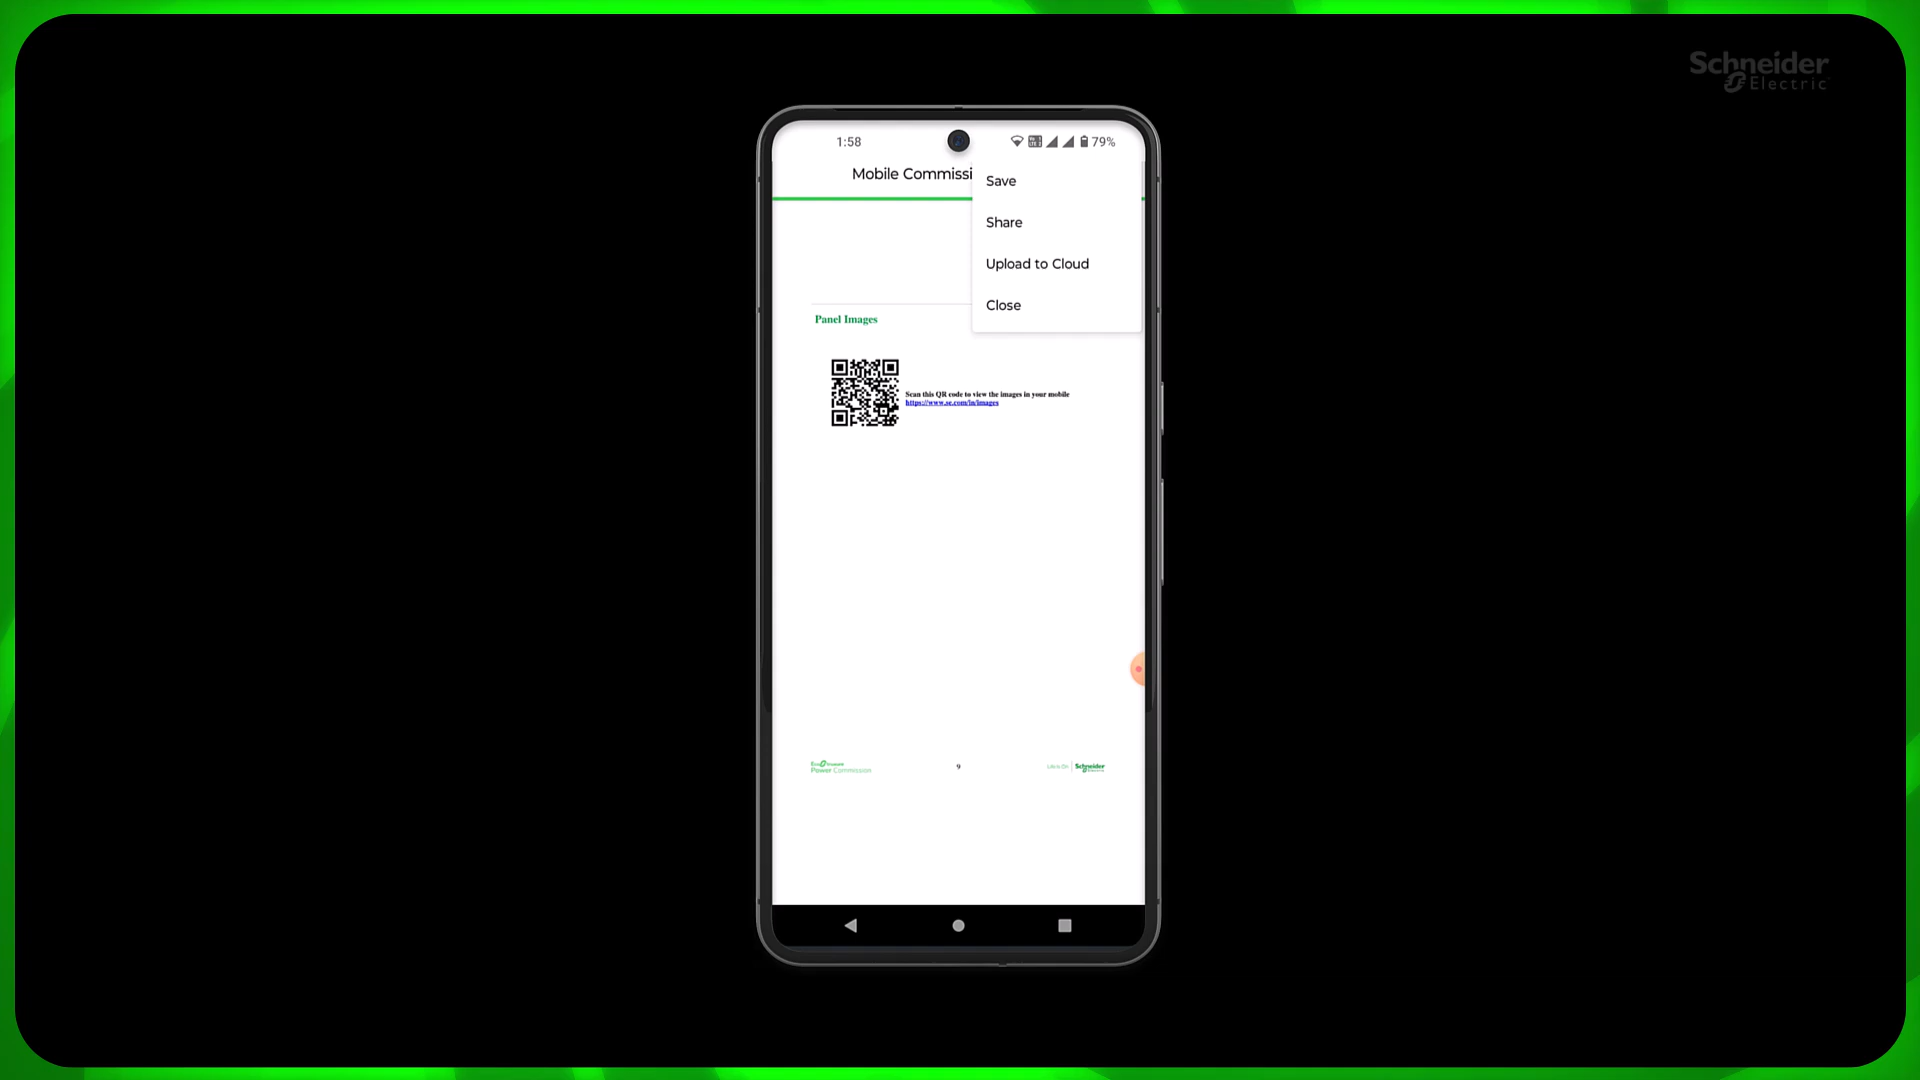 Schneider
Electric
1:58
79%
Mobile Commissi
Save
Share
Upload to Cloud
Close
Panel Images
Scan this QR code to view the images in your mobile
https://www.se.com/in/images
EcoStruxure
Power Commission
9
Life Is On
Schneider
Electric